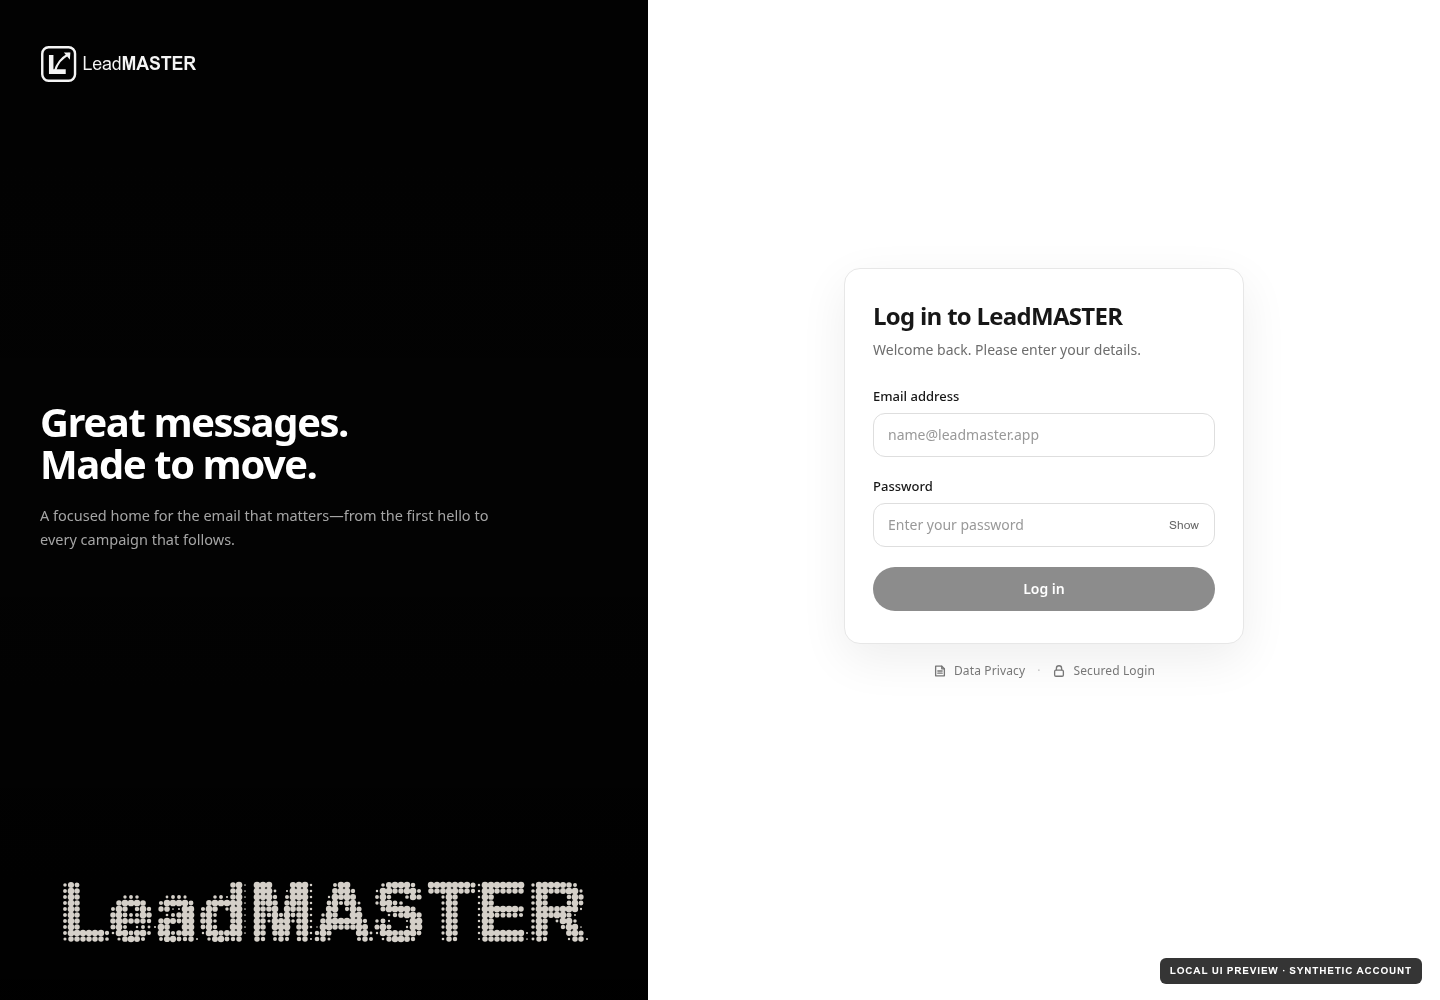 LeadMASTER
Great messages.
Made to move.
A focused home for the email that matters—from the first hello to
every campaign that follows.
LeadMASTER
Log in to LeadMASTER
Welcome back. Please enter your details.
Email address
name@leadmaster.app
Password
Enter your password Show
Log in
Data Privacy · Secured Login
LOCAL UI PREVIEW · SYNTHETIC ACCOUNT